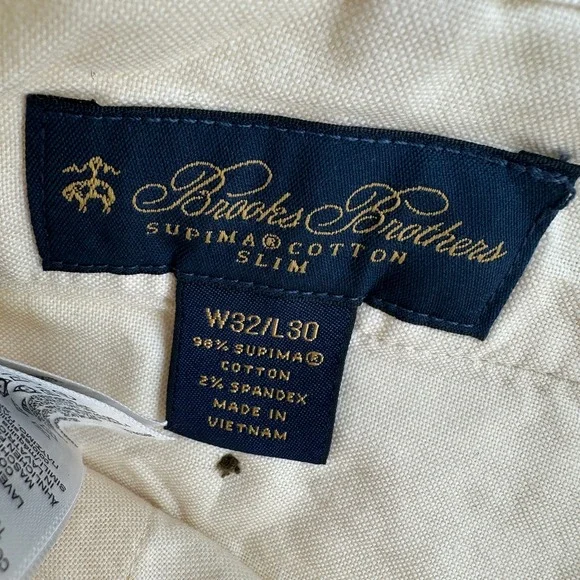 Brooks Brothers
SUPIMA® COTTON
SLIM
W32/L30
98% SUPIMA®
COTTON
2% SPANDEX
MADE IN
VIETNAM